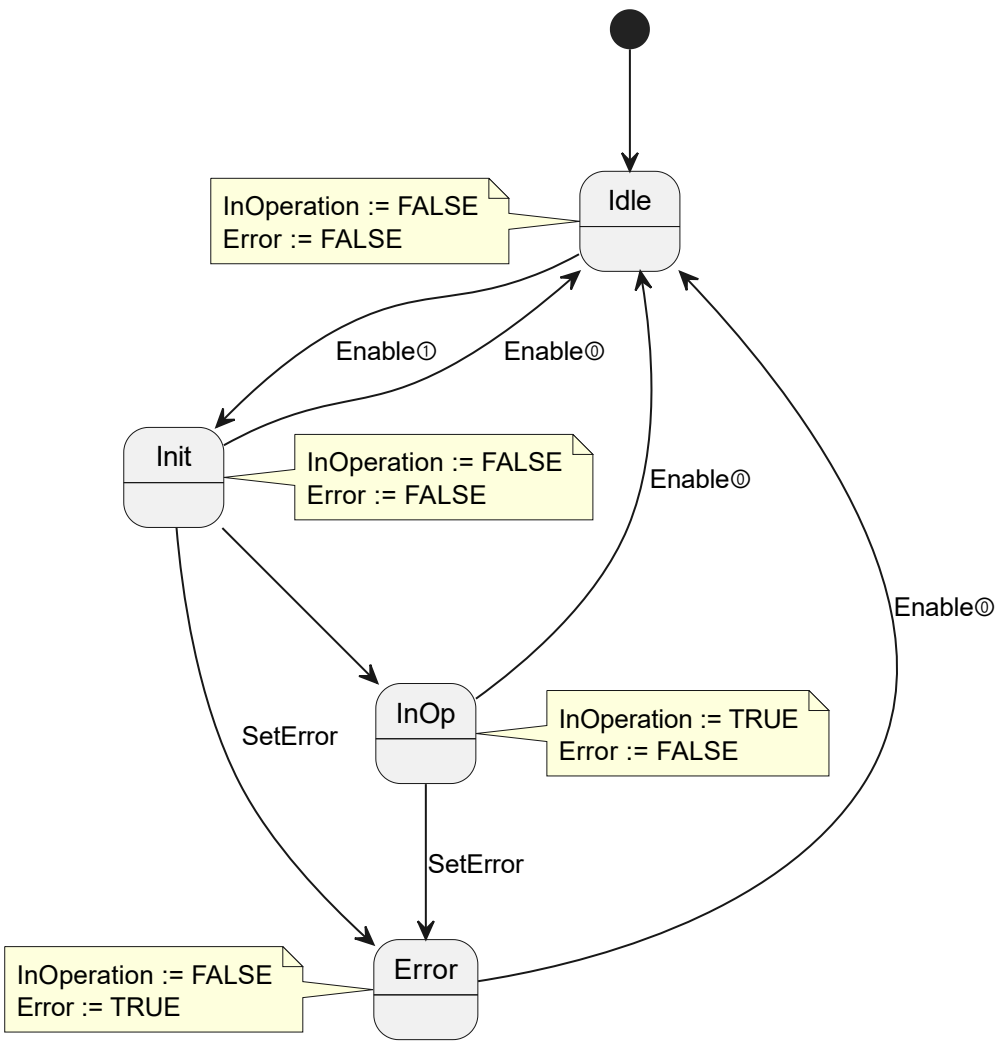 InOperation := FALSE
Error := FALSE
Idle
Enable⓵
Enable⓪
Init
InOperation := FALSE
Error := FALSE
Enable⓪
Enable⓪
InOp
InOperation := TRUE
Error := FALSE
SetError
SetError
InOperation := FALSE
Error := TRUE
Error